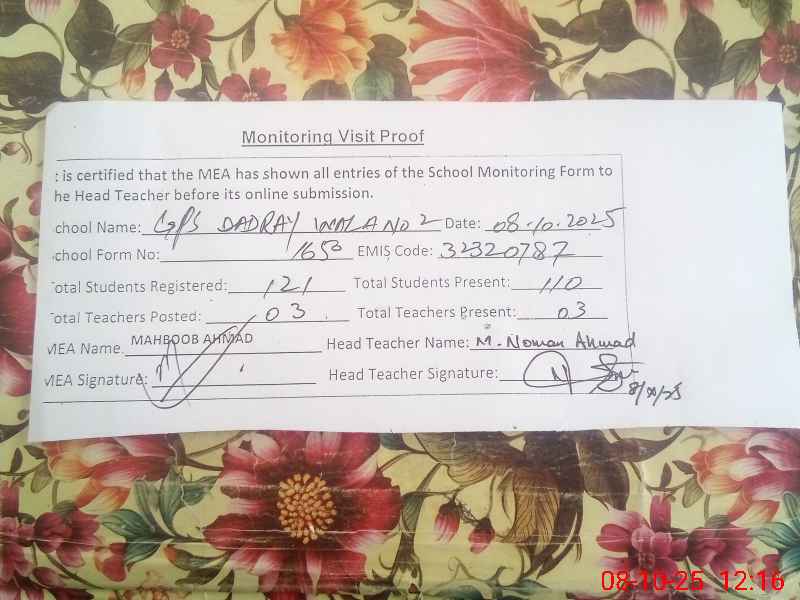 Monitoring Visit Proof
: is certified that the MEA has shown all entries of the School Monitoring Form to
he Head Teacher before its online submission.
chool Name: GPS DADRAY WALA NO 2 Date: 08.10.2025
chool Form No: 1650 EMIS Code: 32320787
otal Students Registered: 121 Total Students Present: 110
otal Teachers Posted: 03 Total Teachers Present: 03
MEA Name. MAHBOOB AHMAD Head Teacher Name: M. Noman Ahmad
MEA Signature: Head Teacher Signature:
8/10/25
08-10-25 12:16